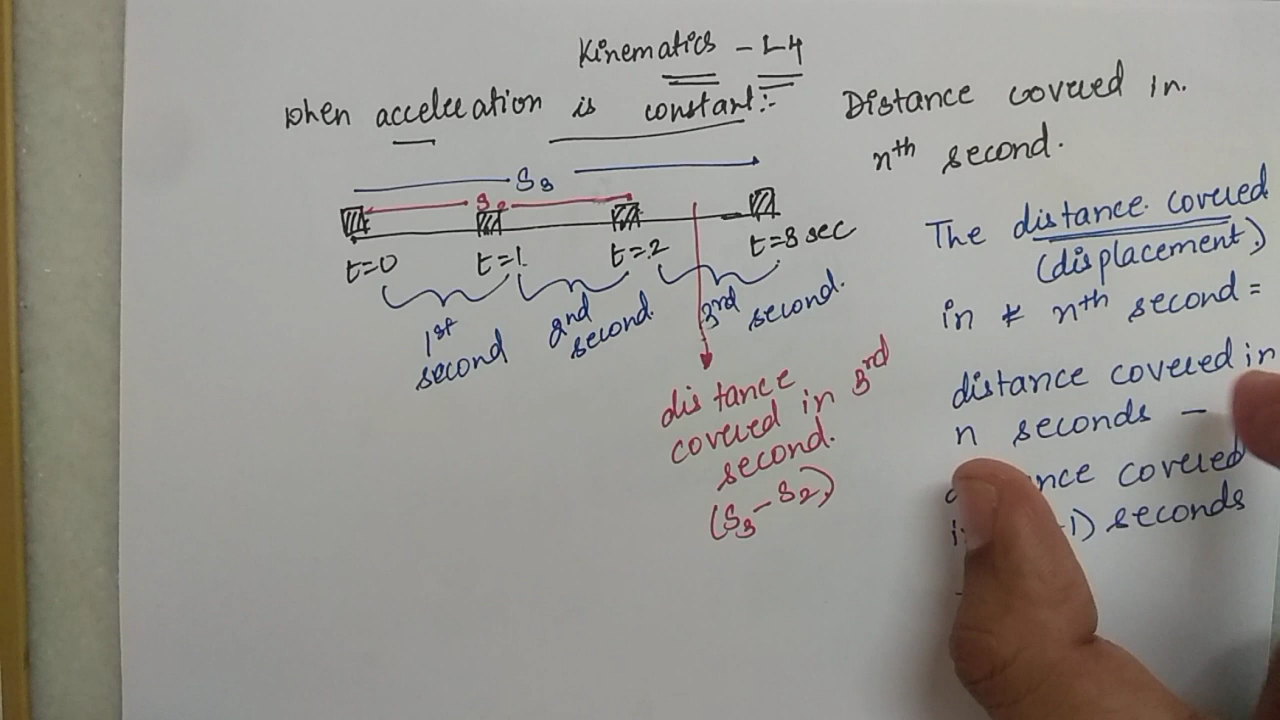 Kinematics - L4
when acceleration is constant:-
Distance covered in.
nth second.
S3
S2
t=0
t=1
t=2
t=3 sec
1st second
2nd second
3rd second.
distance
covered in 3rd
second.
(S3-S2)
The distance covered
(displacement)
in nth second =
distance covered in
n seconds -
covered
1) seconds